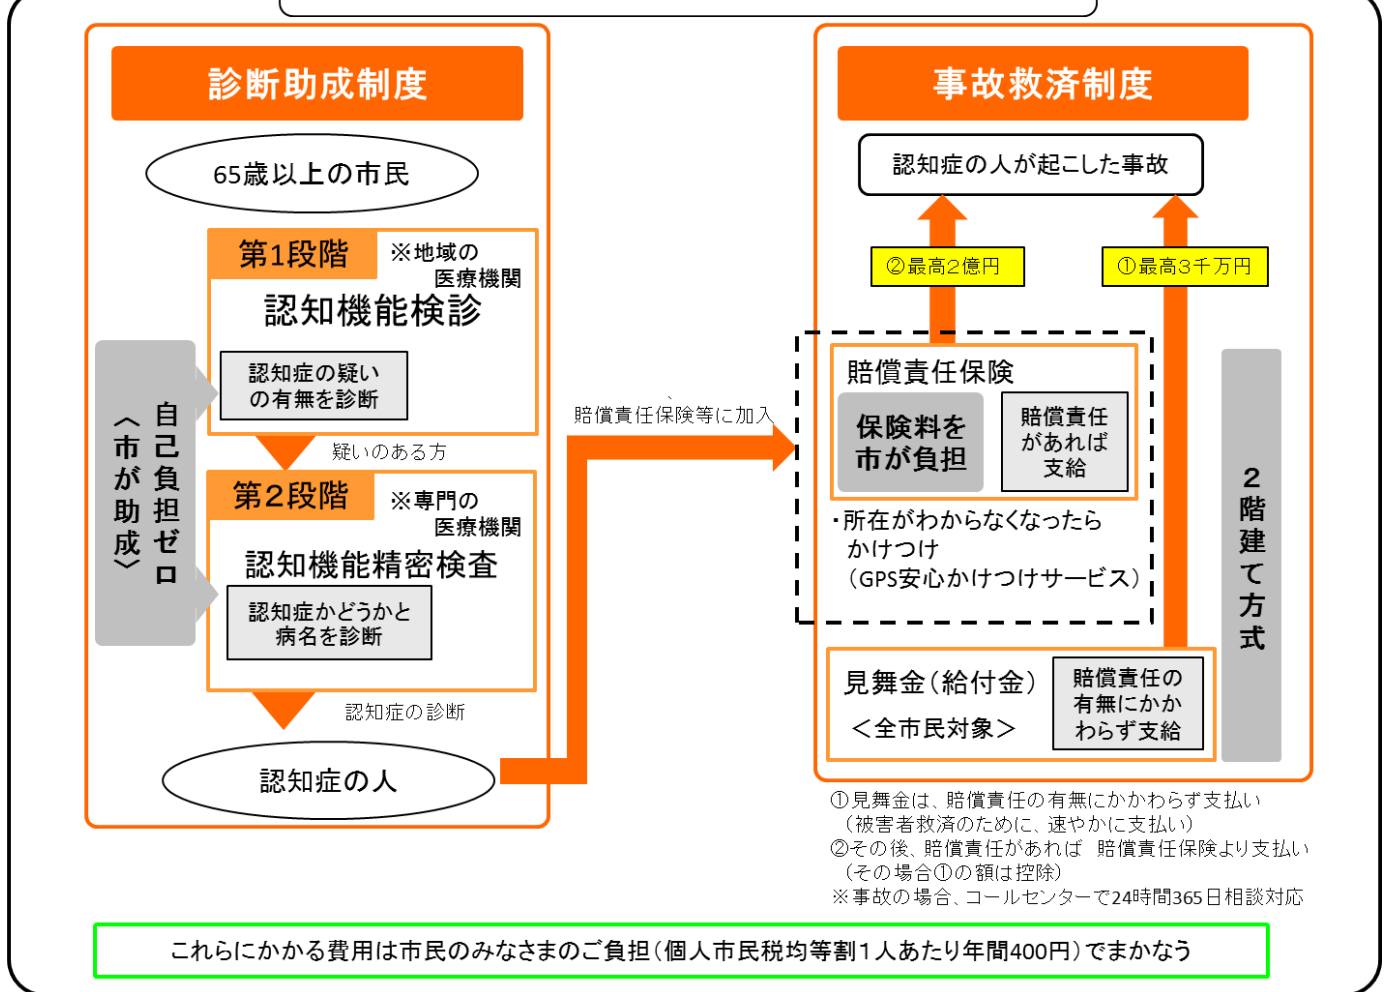 診断助成制度
65歳以上の市民
第1段階
※地域の
医療機関
認知機能検診
認知症の疑い
の有無を診断
自己負担ゼロ
〈市が助成〉
疑いのある方
第2段階
※専門の
医療機関
認知機能精密検査
認知症かどうかと
病名を診断
認知症の診断
認知症の人
、
賠償責任保険等に加入
事故救済制度
認知症の人が起こした事故
②最高2億円
①最高3千万円
賠償責任保険
保険料を
市が負担
賠償責任
があれば
支給
・所在がわからなくなったら
かけつけ
（GPS安心かけつけサービス）
2階建て方式
見舞金（給付金）
＜全市民対象＞
賠償責任の
有無にかか
わらず支給
①見舞金は、賠償責任の有無にかかわらず支払い
（被害者救済のために、速やかに支払い）
②その後、賠償責任があれば 賠償責任保険より支払い
（その場合①の額は控除）
※事故の場合、コールセンターで24時間365日相談対応
これらにかかる費用は市民のみなさまのご負担（個人市民税均等割1人あたり年間400円）でまかなう